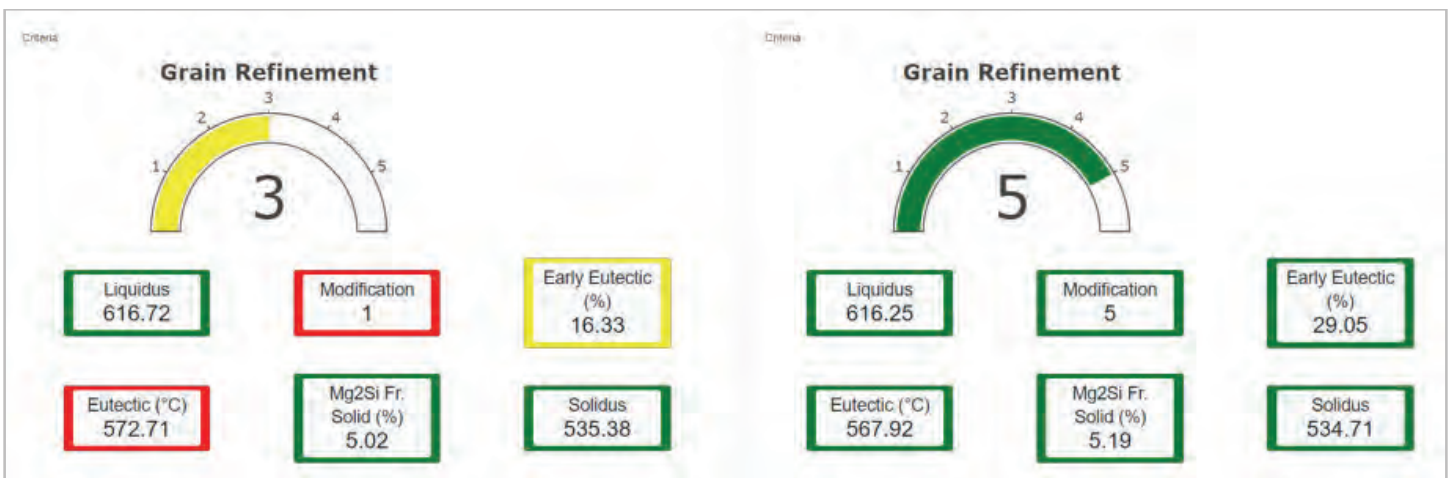 Criteria
Grain Refinement
3
2
4
1
5
3
Liquidus
616.72
Modification
1
Early Eutectic
(%)
16.33
Eutectic (°C)
572.71
Mg2Si Fr.
Solid (%)
5.02
Solidus
535.38
Criteria
Grain Refinement
3
2
4
1
5
5
Liquidus
616.25
Modification
5
Early Eutectic
(%)
29.05
Eutectic (°C)
567.92
Mg2Si Fr.
Solid (%)
5.19
Solidus
534.71